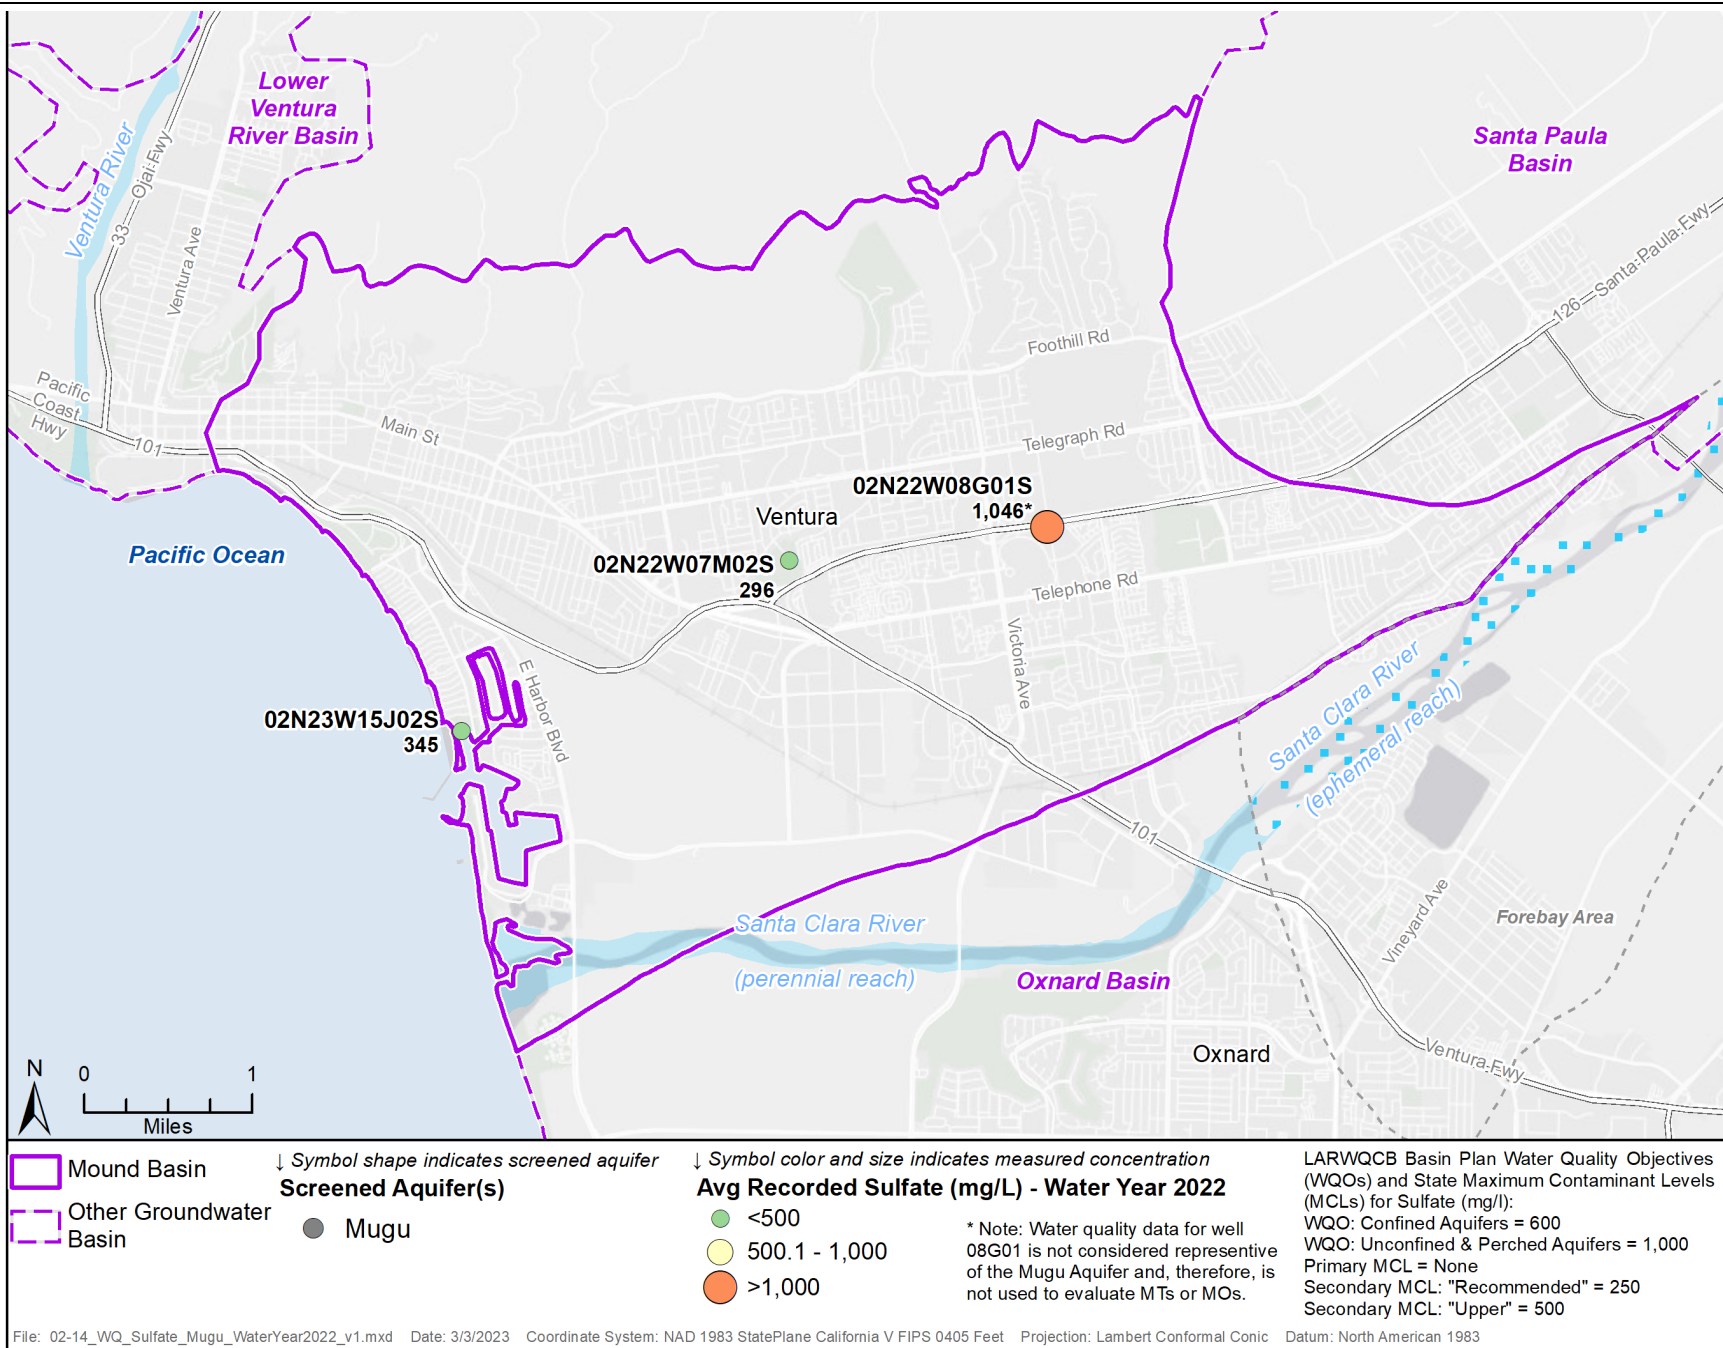 Lower
Ventura
River Basin
Santa Paula
Basin
Ventura River
33
Ojai Fwy
Ventura Ave
126
Santa Paula Fwy
Foothill Rd
Pacific
Coast
Hwy
101
Main St
Telegraph Rd
02N22W08G01S
1,046*
Ventura
Pacific Ocean
02N22W07M02S
296
Telephone Rd
Victoria Ave
E Harbor Blvd
02N23W15J02S
345
Santa Clara River
(ephemeral reach)
101
Vineyard Ave
Forebay Area
Santa Clara River
(perennial reach)
Oxnard Basin
Oxnard
Ventura Fwy
N
0 1
Miles
Mound Basin
Other Groundwater
Basin
↓ Symbol shape indicates screened aquifer
Screened Aquifer(s)
Mugu
↓ Symbol color and size indicates measured concentration
Avg Recorded Sulfate (mg/L) - Water Year 2022
<500
500.1 - 1,000
>1,000
* Note: Water quality data for well
08G01 is not considered representive
of the Mugu Aquifer and, therefore, is
not used to evaluate MTs or MOs.
LARWQCB Basin Plan Water Quality Objectives
(WQOs) and State Maximum Contaminant Levels
(MCLs) for Sulfate (mg/l):
WQO: Confined Aquifers = 600
WQO: Unconfined & Perched Aquifers = 1,000
Primary MCL = None
Secondary MCL: "Recommended" = 250
Secondary MCL: "Upper" = 500
File: 02-14_WQ_Sulfate_Mugu_WaterYear2022_v1.mxd Date: 3/3/2023 Coordinate System: NAD 1983 StatePlane California V FIPS 0405 Feet Projection: Lambert Conformal Conic Datum: North American 1983